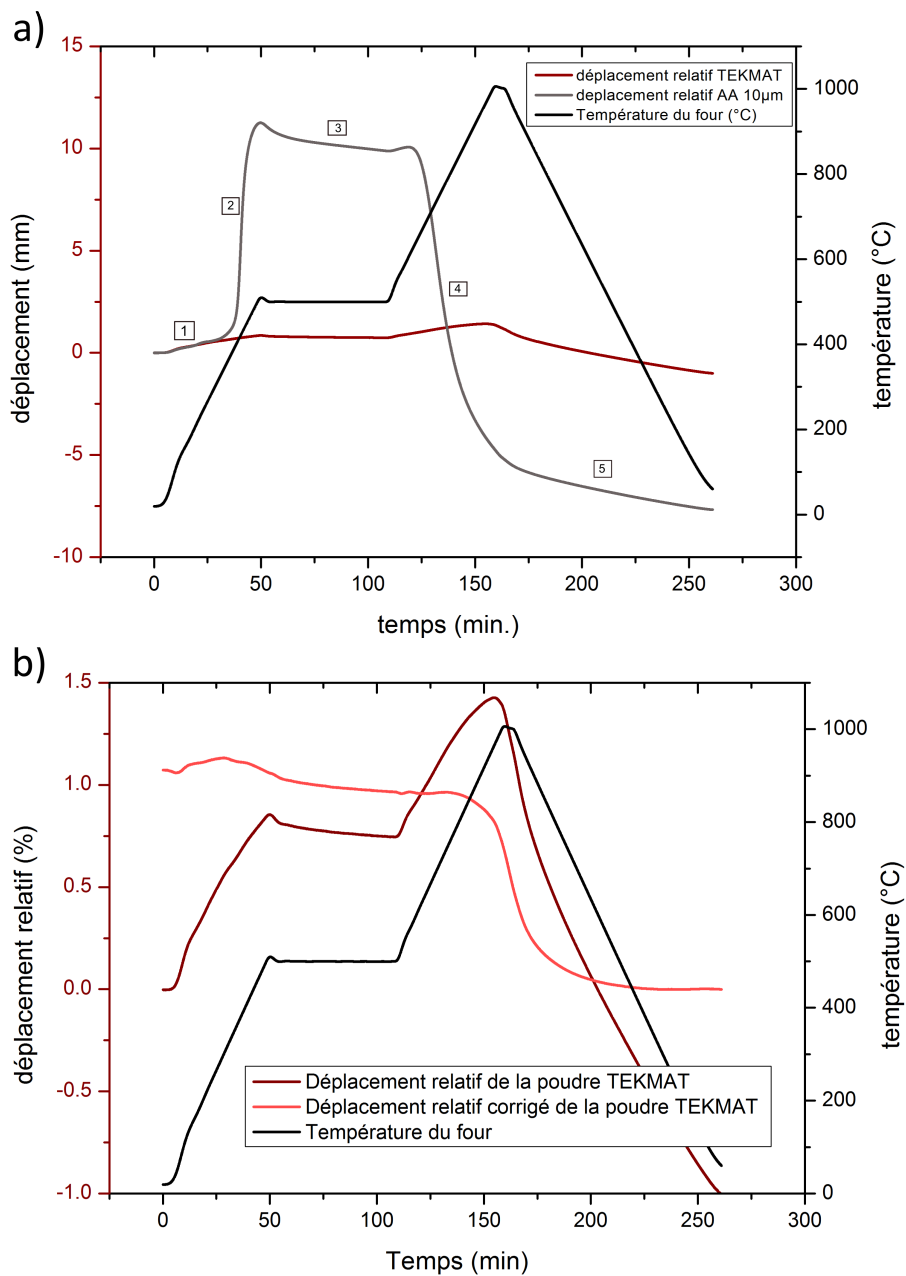 a)
déplacement relatif TEKMAT
deplacement relatif AA 10µm
Température du four (°C)
15
10
5
0
-5
-10
déplacement (mm)
1
2
3
4
5
1000
800
600
400
200
0
température (°C)
0 50 100 150 200 250 300
temps (min.)
b)
1.5
1.0
0.5
0.0
-0.5
-1.0
déplacement relatif (%)
Déplacement relatif de la poudre TEKMAT
Déplacement relatif corrigé de la poudre TEKMAT
Température du four
1000
800
600
400
200
0
température (°C)
0 50 100 150 200 250 300
Temps (min)